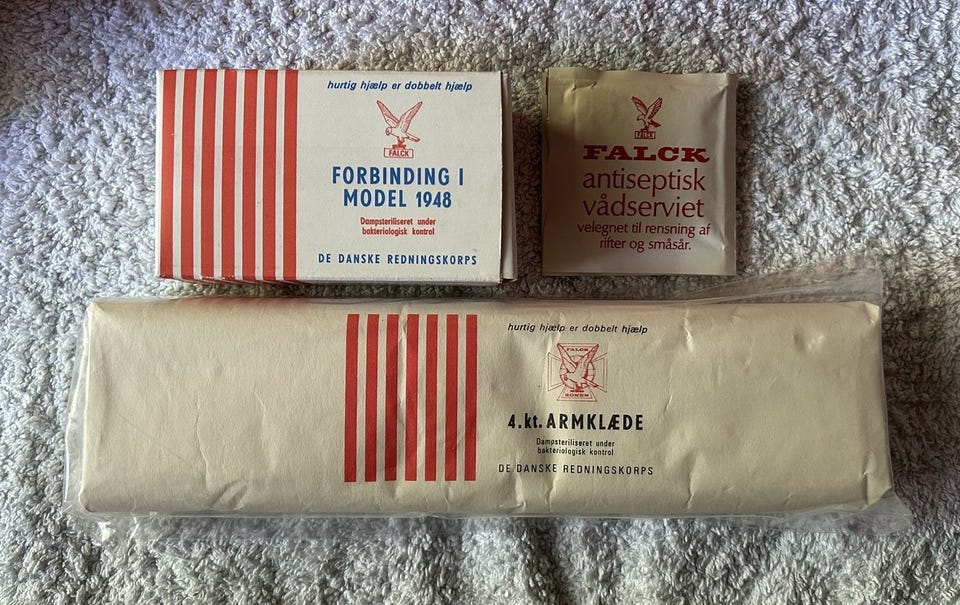 hurtig hjælp er dobbelt hjælp
FALCK
FORBINDING I
MODEL 1948
Dampsteriliseret under
bakteriologisk kontrol
DE DANSKE REDNINGSKORPS
FALCK
FALCK
antiseptisk
vådserviet
velegnet til rensning af
rifter og småsår.
hurtig hjælp er dobbelt hjælp
FALCK
ZONEN
4.kt. ARMKLÆDE
Dampsteriliseret under
bakteriologisk kontrol
DE DANSKE REDNINGSKORPS